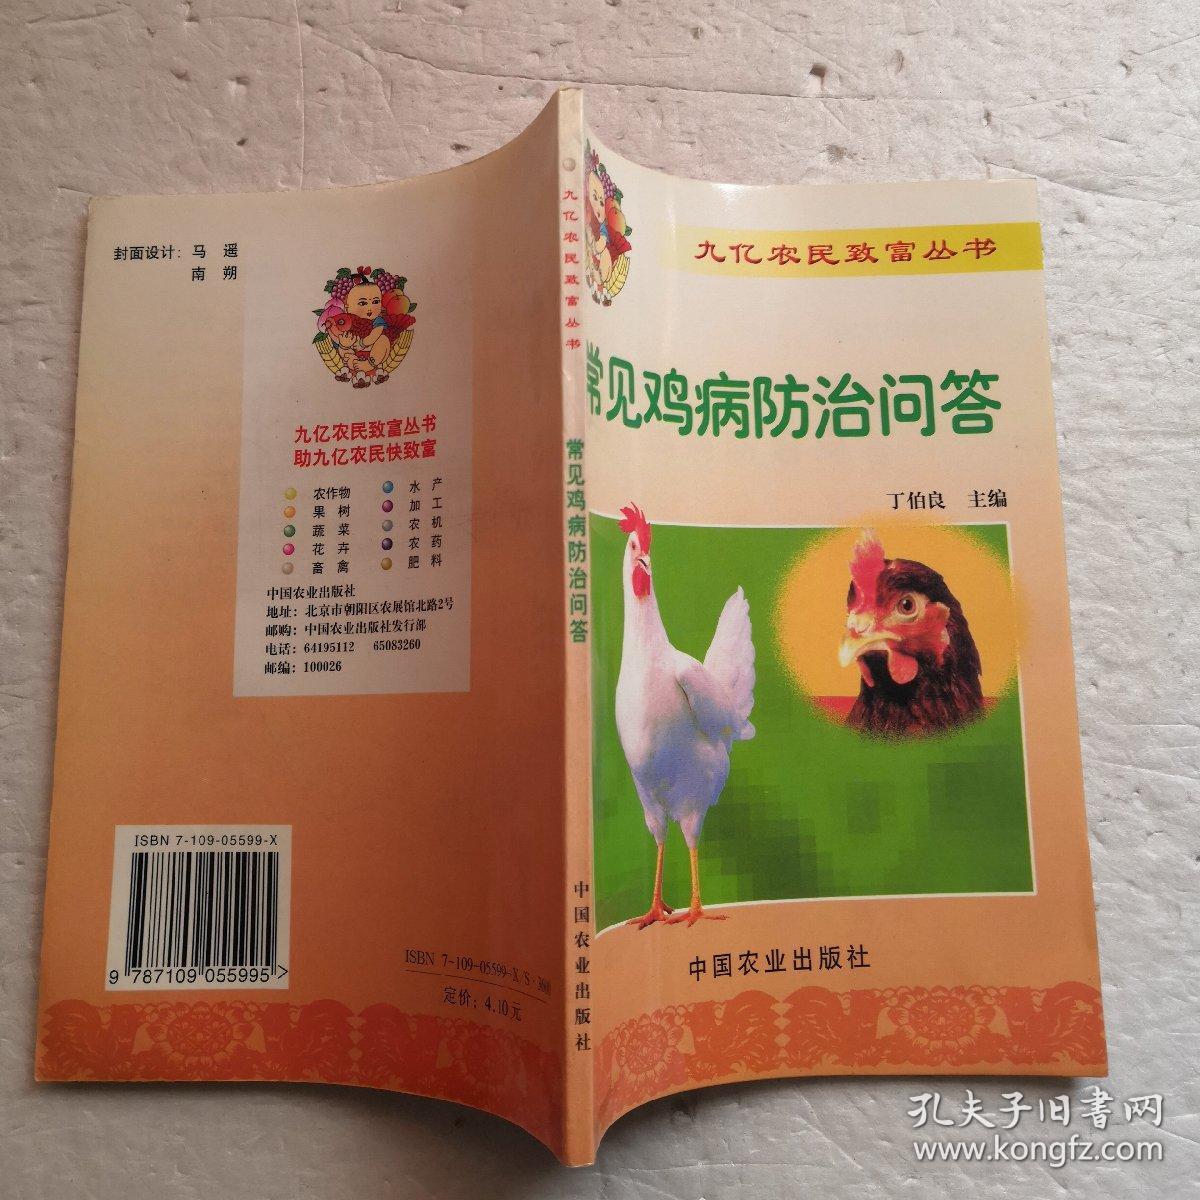 封面设计：马 遥
南 朔
九亿农民致富丛书
助九亿农民快致富
农作物
果 树
蔬 菜
花 卉
畜 禽
水 产
加 工
农 机
农 药
肥 料
中国农业出版社
地址：北京市朝阳区农展馆北路2号
邮购：中国农业出版社发行部
电话：64195112 65083260
邮编：100026
ISBN 7-109-05599-X
9 787109 055995>
ISBN 7-109-05599-X/S·
定价：4.10元
九亿农民致富丛书
常见鸡病防治问答
中国农业出版社
九亿农民致富丛书
常见鸡病防治问答
丁伯良 主编
中国农业出版社
孔夫子旧書网
www.kongfz.com